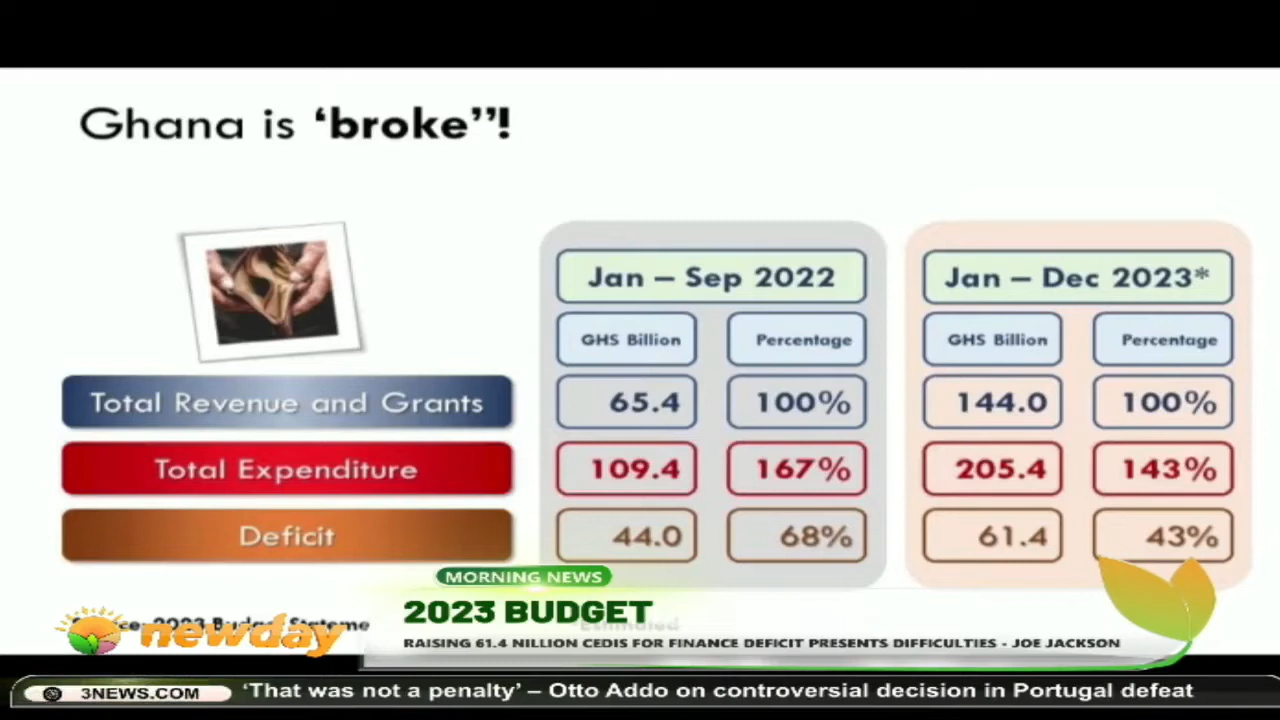 Ghana is ‘broke’’!
Jan – Sep 2022
Jan – Dec 2023*
GHS Billion
Percentage
GHS Billion
Percentage
Total Revenue and Grants
65.4
100%
144.0
100%
Total Expenditure
109.4
167%
205.4
143%
Deficit
44.0
68%
61.4
43%
MORNING NEWS
2023 BUDGET
RAISING 61.4 NILLION CEDIS FOR FINANCE DEFICIT PRESENTS DIFFICULTIES - JOE JACKSON
2023 Budget
newday
3NEWS.COM
‘That was not a penalty’ – Otto Addo on controversial decision in Portugal defeat